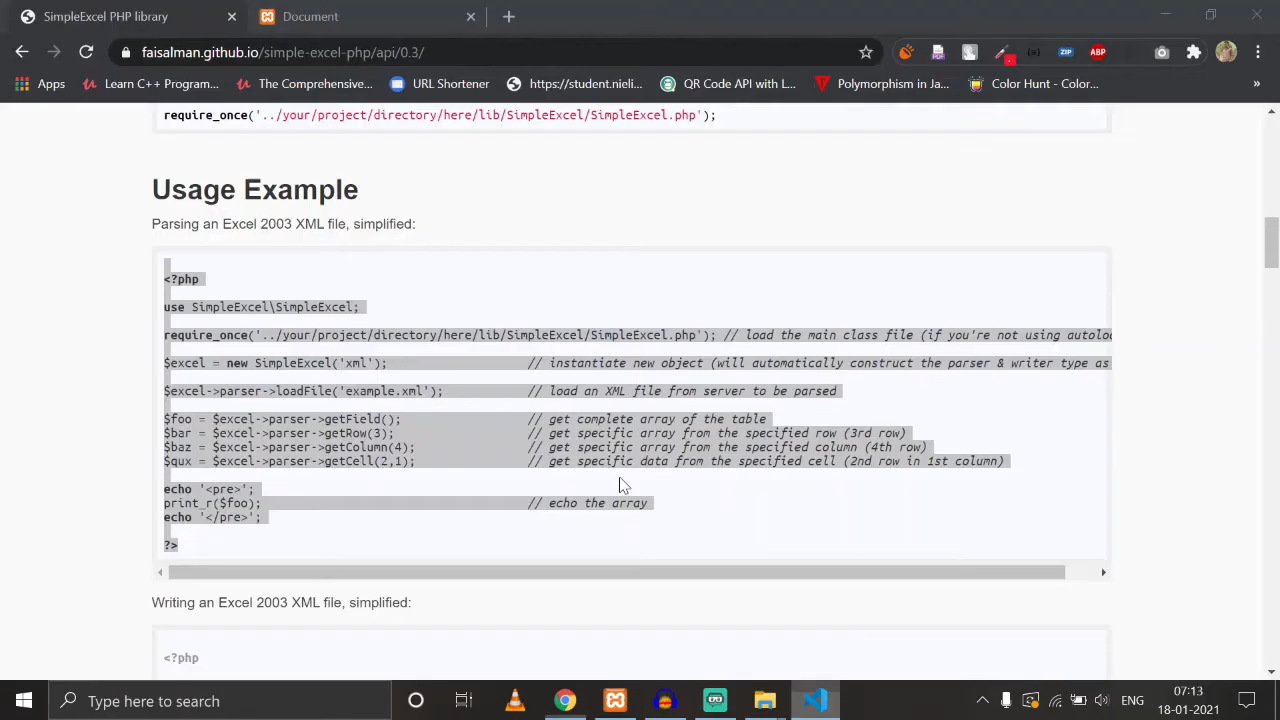 SimpleExcel PHP library
Document
faisalman.github.io/simple-excel-php/api/0.3/
ZIP
ABP
Apps
Learn C++ Program...
The Comprehensive...
URL Shortener
https://student.nieli...
QR Code API with L...
Polymorphism in Ja...
Color Hunt - Color...
»
require_once('../your/project/directory/here/lib/SimpleExcel/SimpleExcel.php');
Usage Example
Parsing an Excel 2003 XML file, simplified:
<?php
use SimpleExcel\SimpleExcel;
require_once('../your/project/directory/here/lib/SimpleExcel/SimpleExcel.php'); // load the main class file (if you're not using autoloa
$excel = new SimpleExcel('xml'); // instantiate new object (will automatically construct the parser & writer type as
$excel->parser->loadFile('example.xml'); // load an XML file from server to be parsed
$foo = $excel->parser->getField(); // get complete array of the table
$bar = $excel->parser->getRow(3); // get specific array from the specified row (3rd row)
$baz = $excel->parser->getColumn(4); // get specific array from the specified column (4th row)
$qux = $excel->parser->getCell(2,1); // get specific data from the specified cell (2nd row in 1st column)
echo '<pre>';
print_r($foo); // echo the array
echo '</pre>';
?>
Writing an Excel 2003 XML file, simplified:
<?php
Type here to search
ENG
07:13
18-01-2021